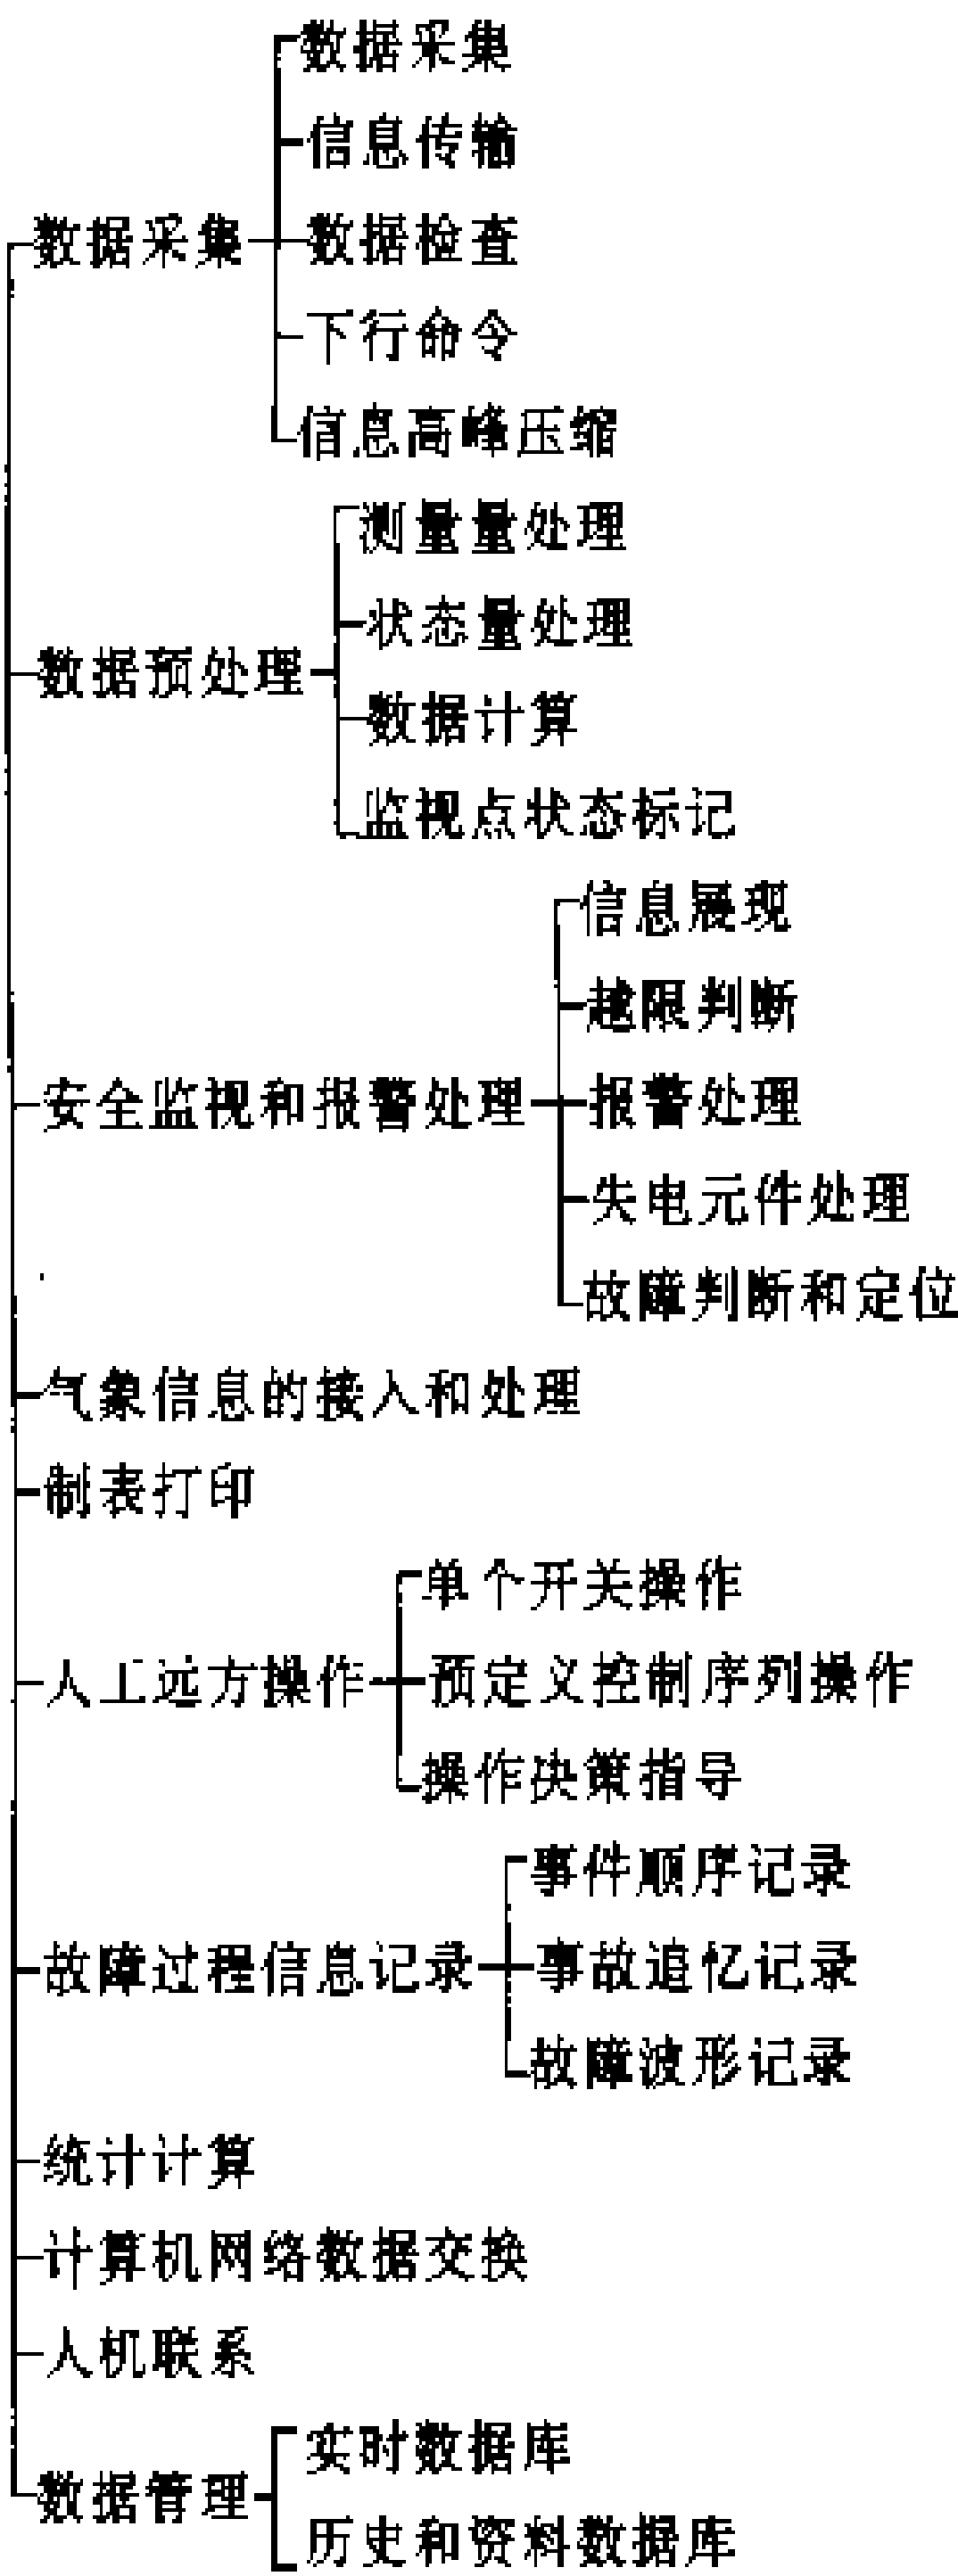 数据采集
信息传输
数据采集
数据检查
下行命令
信息高峰压缩
测量量处理
状态量处理
数据预处理
数据计算
监视点状态标记
信息展现
越限判断
安全监视和报警处理
报警处理
失电元件处理
故障判断和定位
气象信息的接入和处理
制表打印
单个开关操作
人工远方操作
预定义控制序列操作
操作决策指导
事件顺序记录
故障过程信息记录
事故追忆记录
故障波形记录
统计计算
计算机网络数据交换
人机联系
实时数据库
数据管理
历史和资料数据库